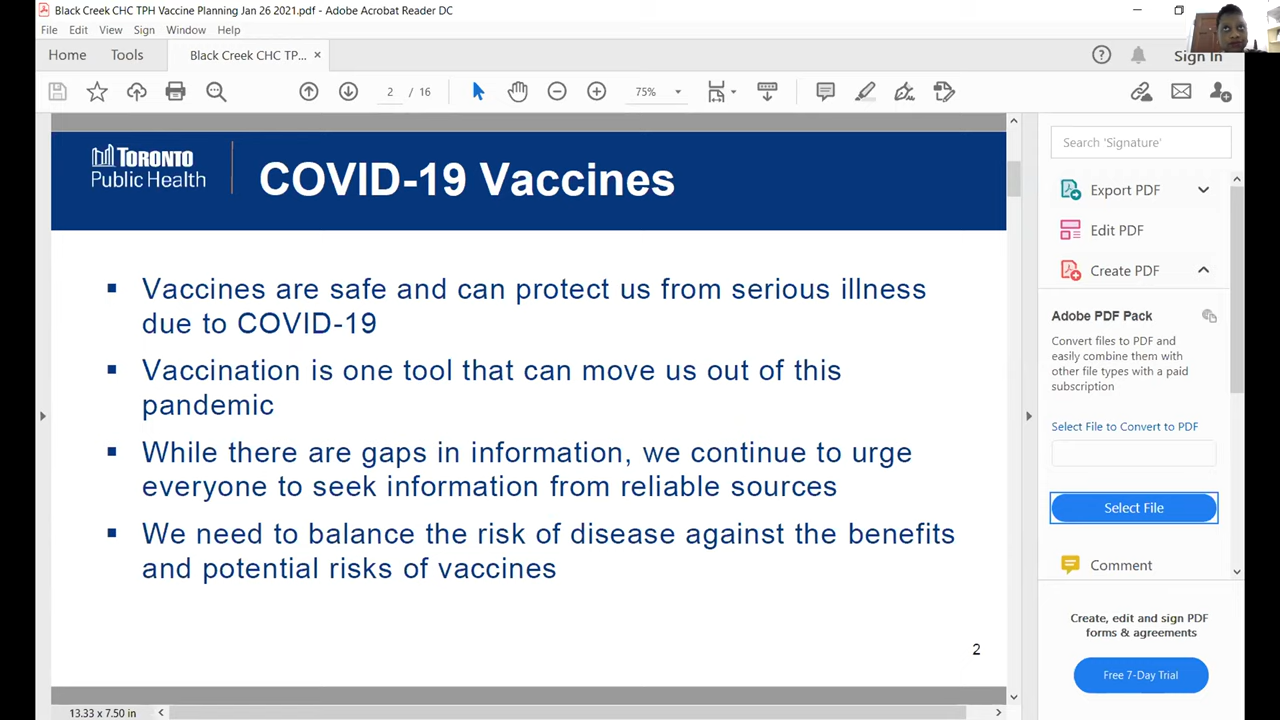 Black Creek CHC TPH Vaccine Planning Jan 26 2021.pdf - Adobe Acrobat Reader DC
File Edit View Sign Window Help
Home Tools Black Creek CHC TP... × Sign In
2 / 16 75%
TORONTO
Public Health
COVID-19 Vaccines
▪ Vaccines are safe and can protect us from serious illness
due to COVID-19
▪ Vaccination is one tool that can move us out of this
pandemic
▪ While there are gaps in information, we continue to urge
everyone to seek information from reliable sources
▪ We need to balance the risk of disease against the benefits
and potential risks of vaccines
2
13.33 x 7.50 in
Search 'Signature'
Export PDF
Edit PDF
Create PDF
Adobe PDF Pack
Convert files to PDF and
easily combine them with
other file types with a paid
subscription
Select File to Convert to PDF
Select File
Comment
Create, edit and sign PDF
forms & agreements
Free 7-Day Trial